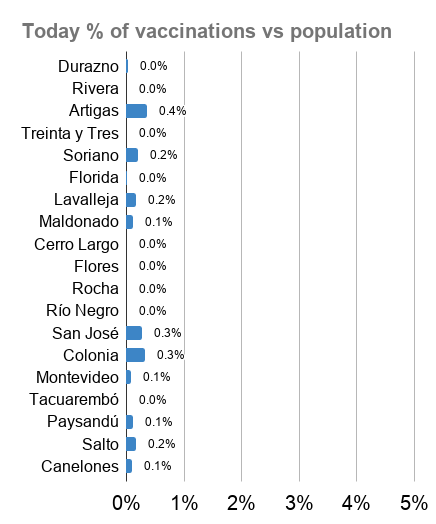 Today % of vaccinations vs population
Durazno 0.0%
Rivera 0.0%
Artigas 0.4%
Treinta y Tres 0.0%
Soriano 0.2%
Florida 0.0%
Lavalleja 0.2%
Maldonado 0.1%
Cerro Largo 0.0%
Flores 0.0%
Rocha 0.0%
Río Negro 0.0%
San José 0.3%
Colonia 0.3%
Montevideo 0.1%
Tacuarembó 0.0%
Paysandú 0.1%
Salto 0.2%
Canelones 0.1%
0% 1% 2% 3% 4% 5%